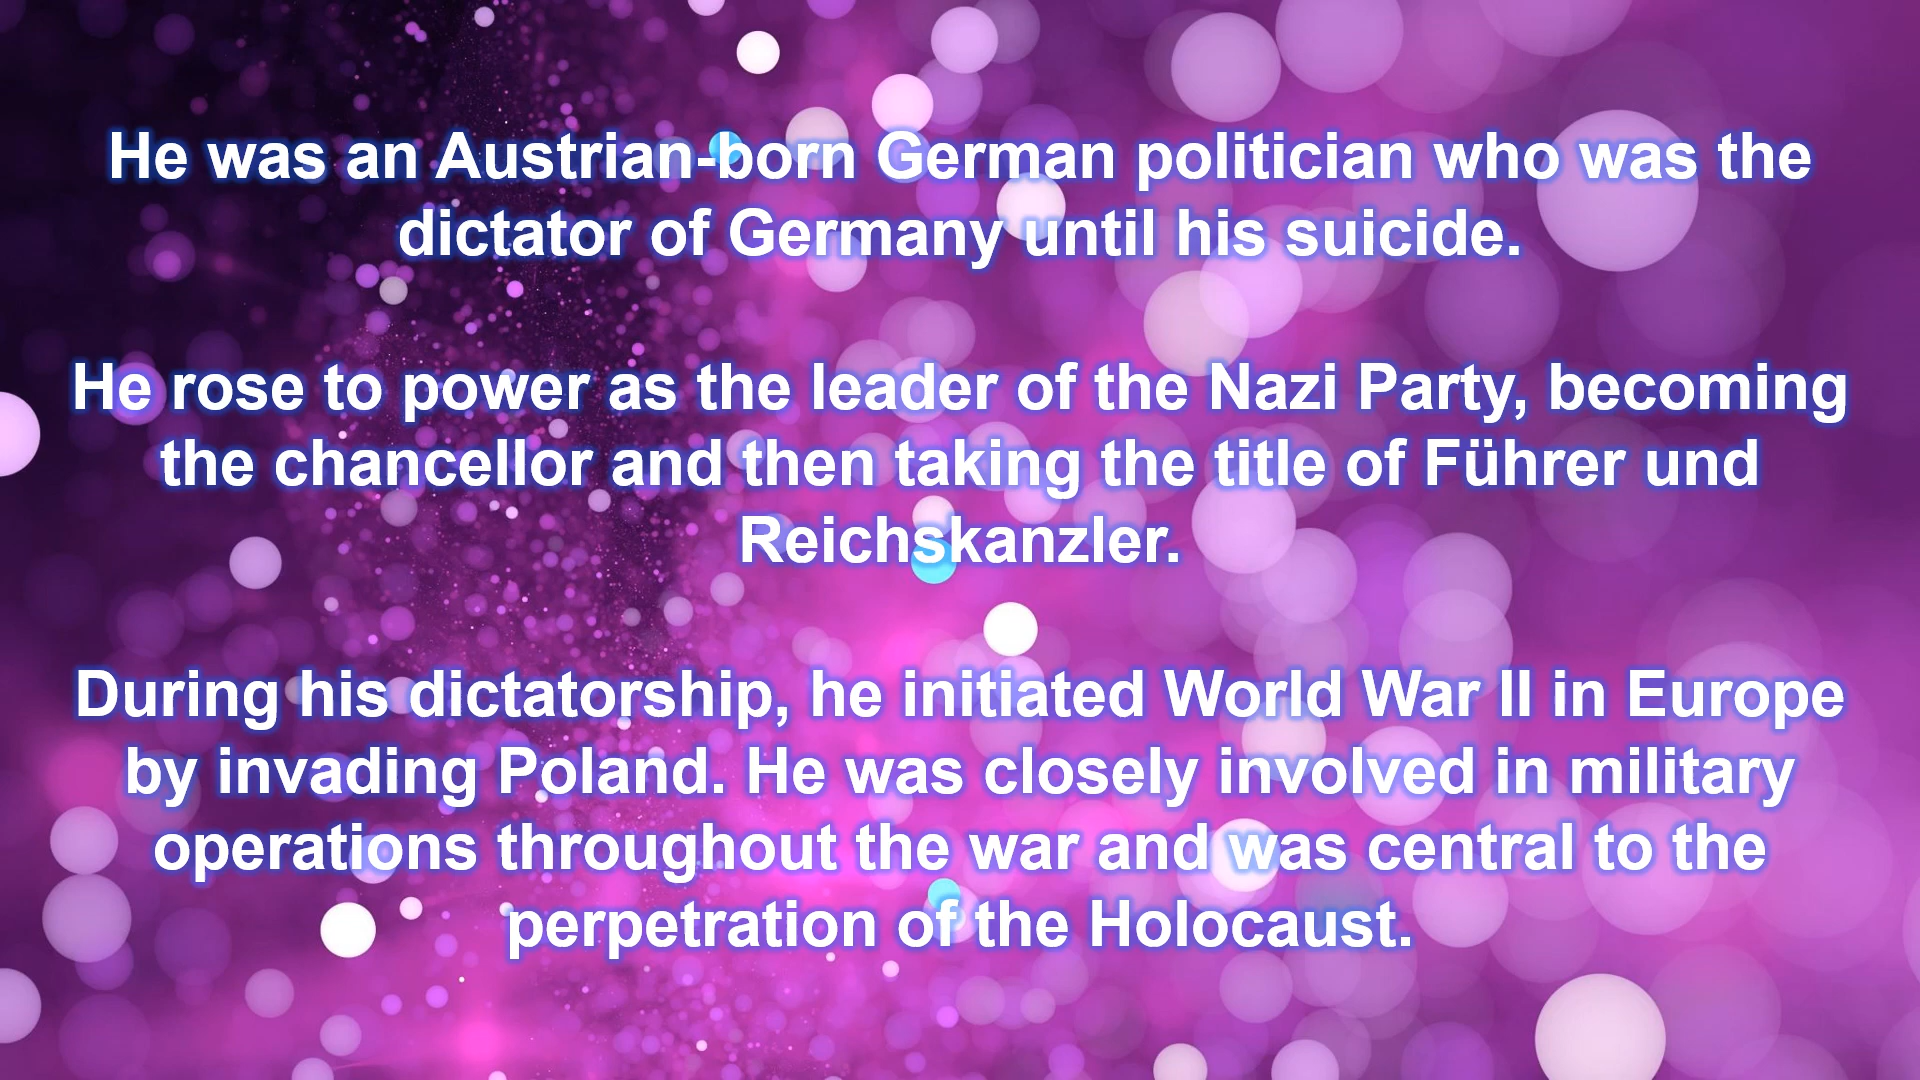 He was an Austrian-born German politician who was the
dictator of Germany until his suicide.
He rose to power as the leader of the Nazi Party, becoming
the chancellor and then taking the title of Führer und
Reichskanzler.
During his dictatorship, he initiated World War II in Europe
by invading Poland. He was closely involved in military
operations throughout the war and was central to the
perpetration of the Holocaust.